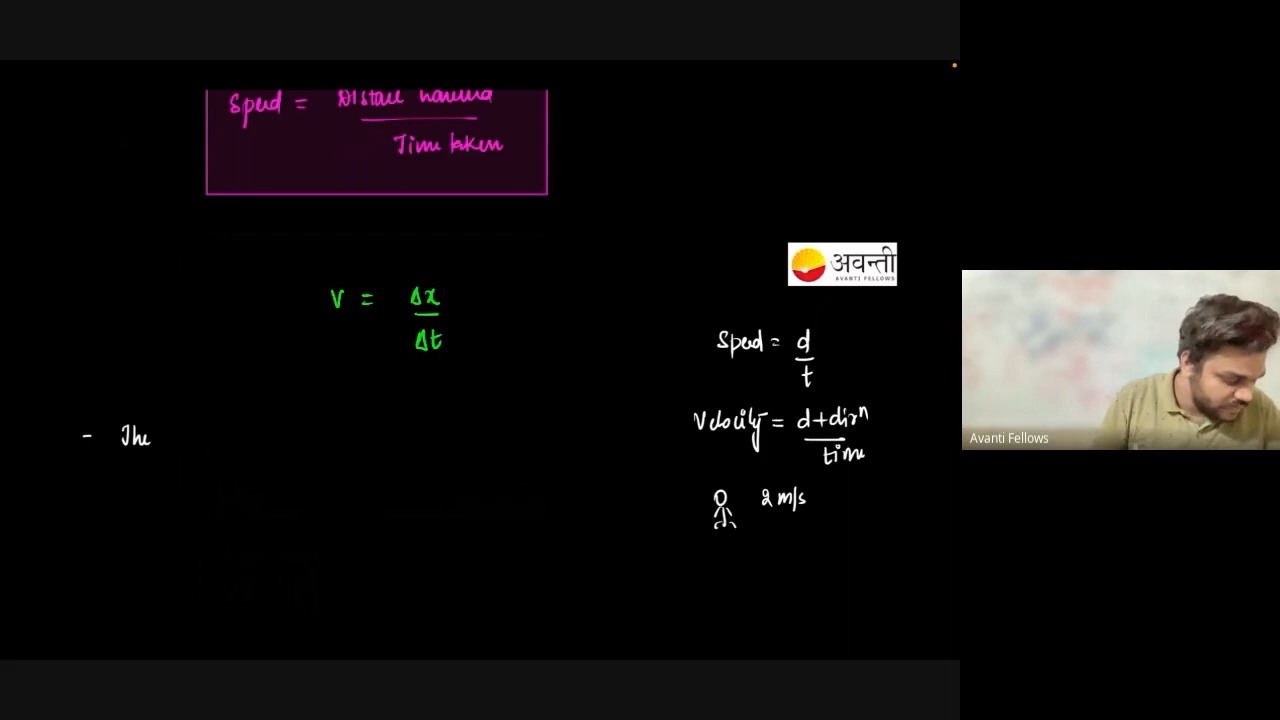 Speed = Distance travelled
Time taken
V = Δx
Δt
अवन्ती
AVANTI FELLOWS
Speed = d
t
Velocity = d+dirⁿ
time
- The
2 m/s
Avanti Fellows